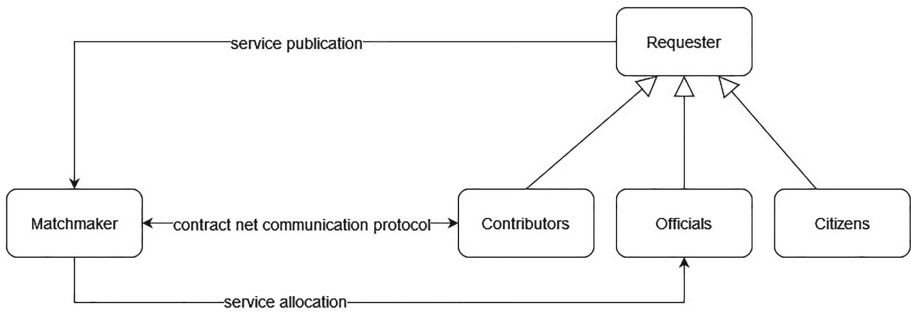 Requester
service publication
Matchmaker
contract net communication protocol
Contributors
Officials
Citizens
service allocation